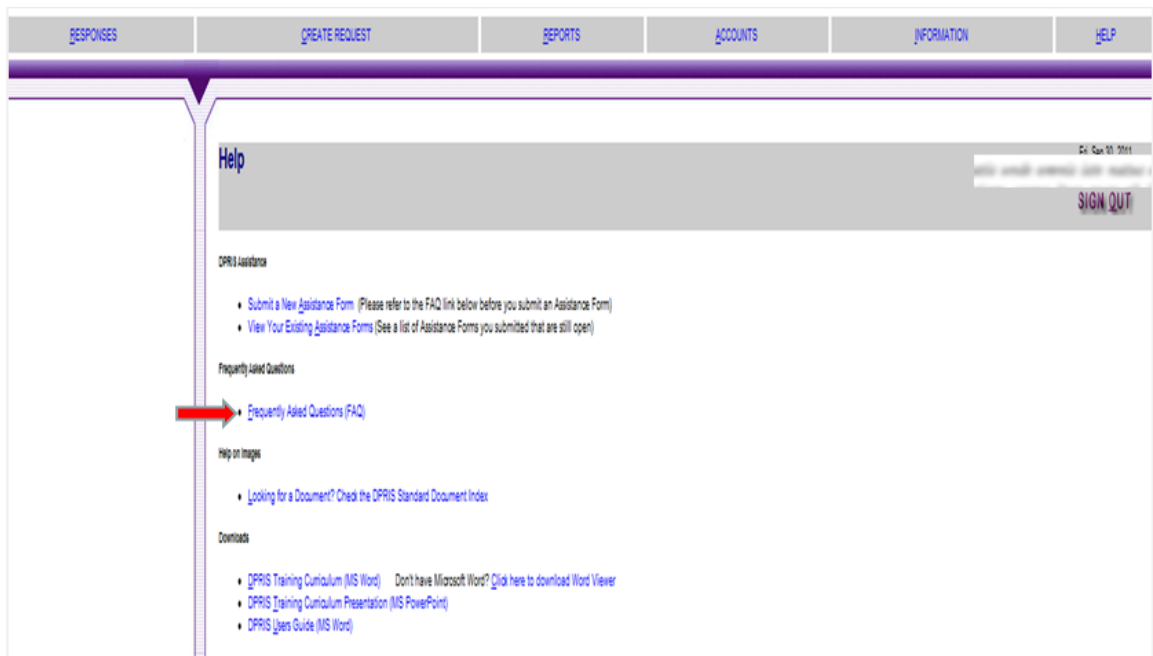 RESPONSES
CREATE REQUEST
REPORTS
ACCOUNTS
INFORMATION
HELP
Help
Fri, Sep 30, 2011
SIGN OUT
DPRIS Assistance
Submit a New Assistance Form (Please refer to the FAQ link below before you submit an Assistance Form)
View Your Existing Assistance Forms (See a list of Assistance Forms you submitted that are still open)
Frequently Asked Questions
Frequently Asked Questions (FAQ)
Help on Images
Looking for a Document? Check the DPRIS Standard Document Index
Downloads
DPRIS Training Curriculum (MS Word) Don't have Microsoft Word? Click here to download Word Viewer
DPRIS Training Curriculum Presentation (MS PowerPoint)
DPRIS Users Guide (MS Word)